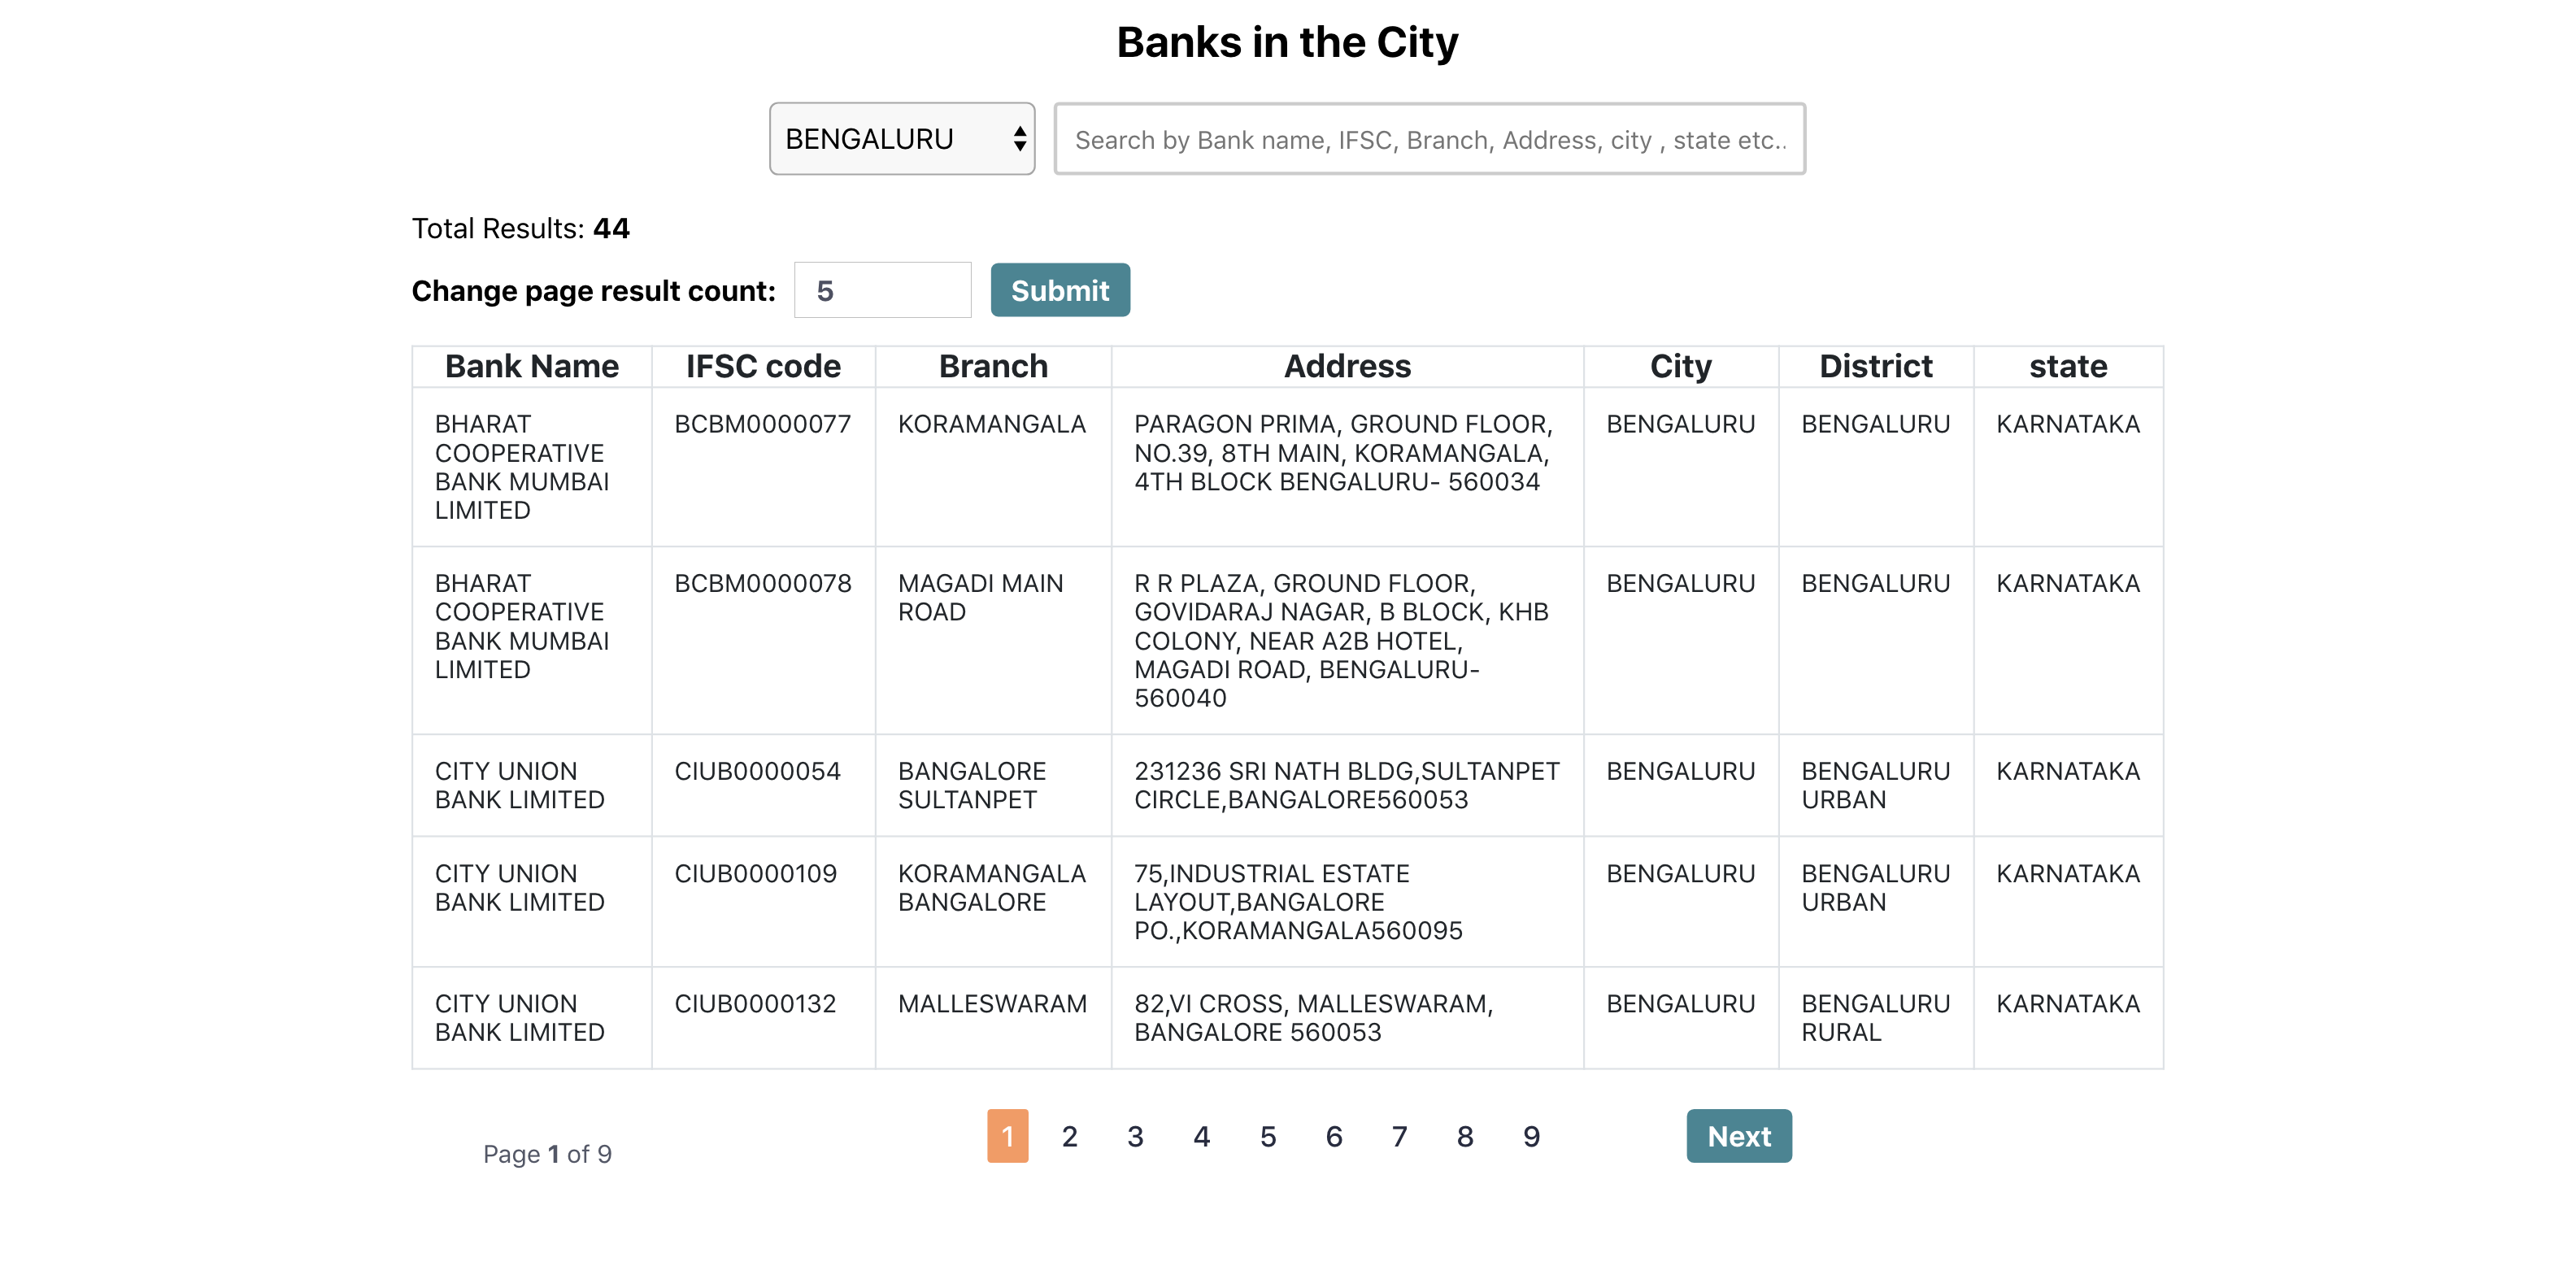 Banks in the City
BENGALURU
Search by Bank name, IFSC, Branch, Address, city , state etc..
Total Results: 44
Change page result count: 5 Submit
Bank Name IFSC code Branch Address City District state
BHARAT COOPERATIVE BANK MUMBAI LIMITED BCBM0000077 KORAMANGALA PARAGON PRIMA, GROUND FLOOR, NO.39, 8TH MAIN, KORAMANGALA, 4TH BLOCK BENGALURU- 560034 BENGALURU BENGALURU KARNATAKA
BHARAT COOPERATIVE BANK MUMBAI LIMITED BCBM0000078 MAGADI MAIN ROAD R R PLAZA, GROUND FLOOR, GOVIDARAJ NAGAR, B BLOCK, KHB COLONY, NEAR A2B HOTEL, MAGADI ROAD, BENGALURU- 560040 BENGALURU BENGALURU KARNATAKA
CITY UNION BANK LIMITED CIUB0000054 BANGALORE SULTANPET 231236 SRI NATH BLDG,SULTANPET CIRCLE,BANGALORE560053 BENGALURU BENGALURU URBAN KARNATAKA
CITY UNION BANK LIMITED CIUB0000109 KORAMANGALA BANGALORE 75,INDUSTRIAL ESTATE LAYOUT,BANGALORE PO.,KORAMANGALA560095 BENGALURU BENGALURU URBAN KARNATAKA
CITY UNION BANK LIMITED CIUB0000132 MALLESWARAM 82,VI CROSS, MALLESWARAM, BANGALORE 560053 BENGALURU BENGALURU RURAL KARNATAKA
Page 1 of 9
1 2 3 4 5 6 7 8 9
Next